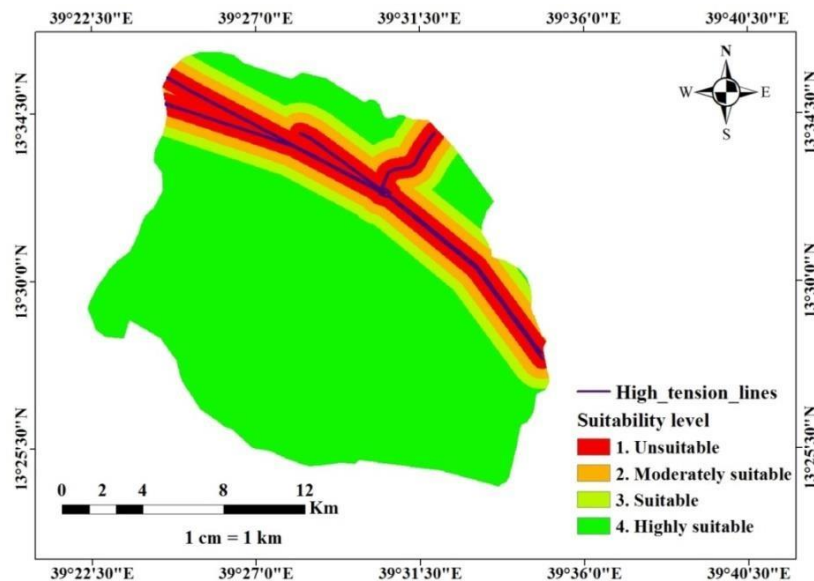 39°22'30"E 39°27'0"E 39°31'30"E 39°36'0"E 39°40'30"E
N
W E
S
13°34'30"N 13°34'30"N
13°30'0"N 13°30'0"N
13°25'30"N 13°25'30"N
High_tension_lines
Suitability level
1. Unsuitable
2. Moderately suitable
3. Suitable
4. Highly suitable
0 2 4 8 12
Km
1 cm = 1 km
39°22'30"E 39°27'0"E 39°31'30"E 39°36'0"E 39°40'30"E